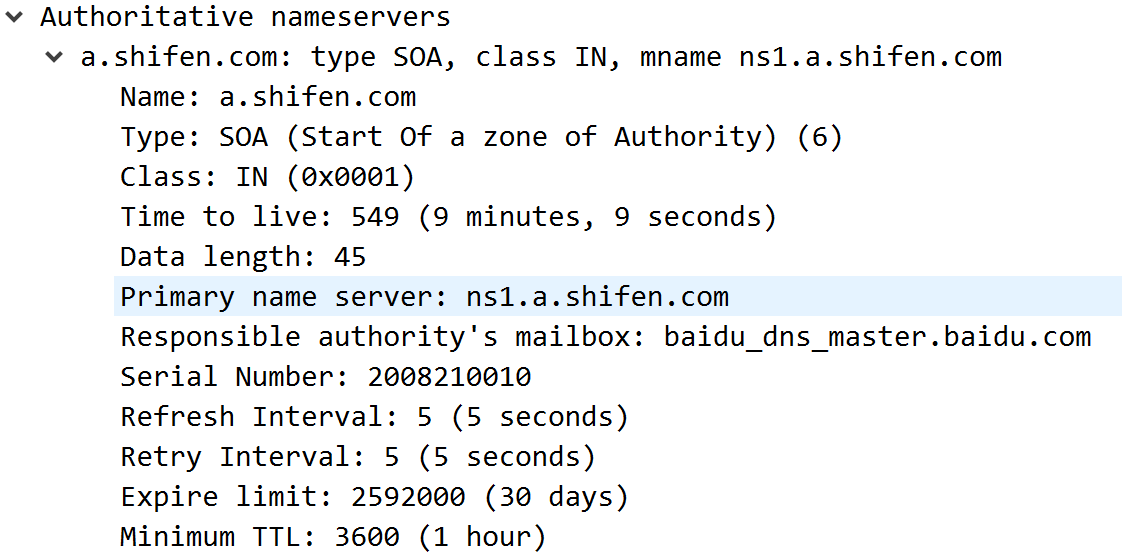 Authoritative nameservers
a.shifen.com: type SOA, class IN, mname ns1.a.shifen.com
Name: a.shifen.com
Type: SOA (Start Of a zone of Authority) (6)
Class: IN (0x0001)
Time to live: 549 (9 minutes, 9 seconds)
Data length: 45
Primary name server: ns1.a.shifen.com
Responsible authority's mailbox: baidu_dns_master.baidu.com
Serial Number: 2008210010
Refresh Interval: 5 (5 seconds)
Retry Interval: 5 (5 seconds)
Expire limit: 2592000 (30 days)
Minimum TTL: 3600 (1 hour)